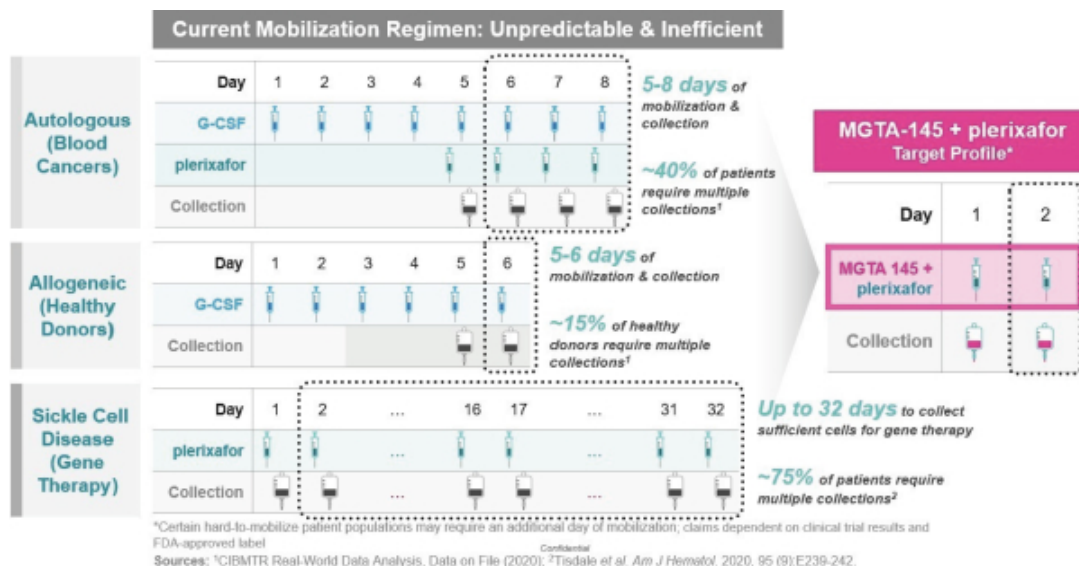 Current Mobilization Regimen: Unpredictable & Inefficient
Autologous
(Blood
Cancers)
Day 1 2 3 4 5 6 7 8
G-CSF
plerixafor
Collection
5-8 days of
mobilization &
collection
~40% of patients
require multiple
collections¹
Allogeneic
(Healthy
Donors)
Day 1 2 3 4 5 6
G-CSF
Collection
5-6 days of
mobilization & collection
~15% of healthy
donors require multiple
collections¹
Sickle Cell
Disease
(Gene
Therapy)
Day 1 2 ... 16 17 ... 31 32
plerixafor ... ...
Collection ... ...
Up to 32 days to collect
sufficient cells for gene therapy
~75% of patients require
multiple collections²
MGTA-145 + plerixafor
Target Profile*
Day 1 2
MGTA 145 +
plerixafor
Collection
*Certain hard-to-mobilize patient populations may require an additional day of mobilization; claims dependent on clinical trial results and
FDA-approved label
Confidential
Sources: ¹CIBMTR Real-World Data Analysis, Data on File (2020); ²Tisdale et al. Am J Hematol. 2020. 95 (9):E239-242.